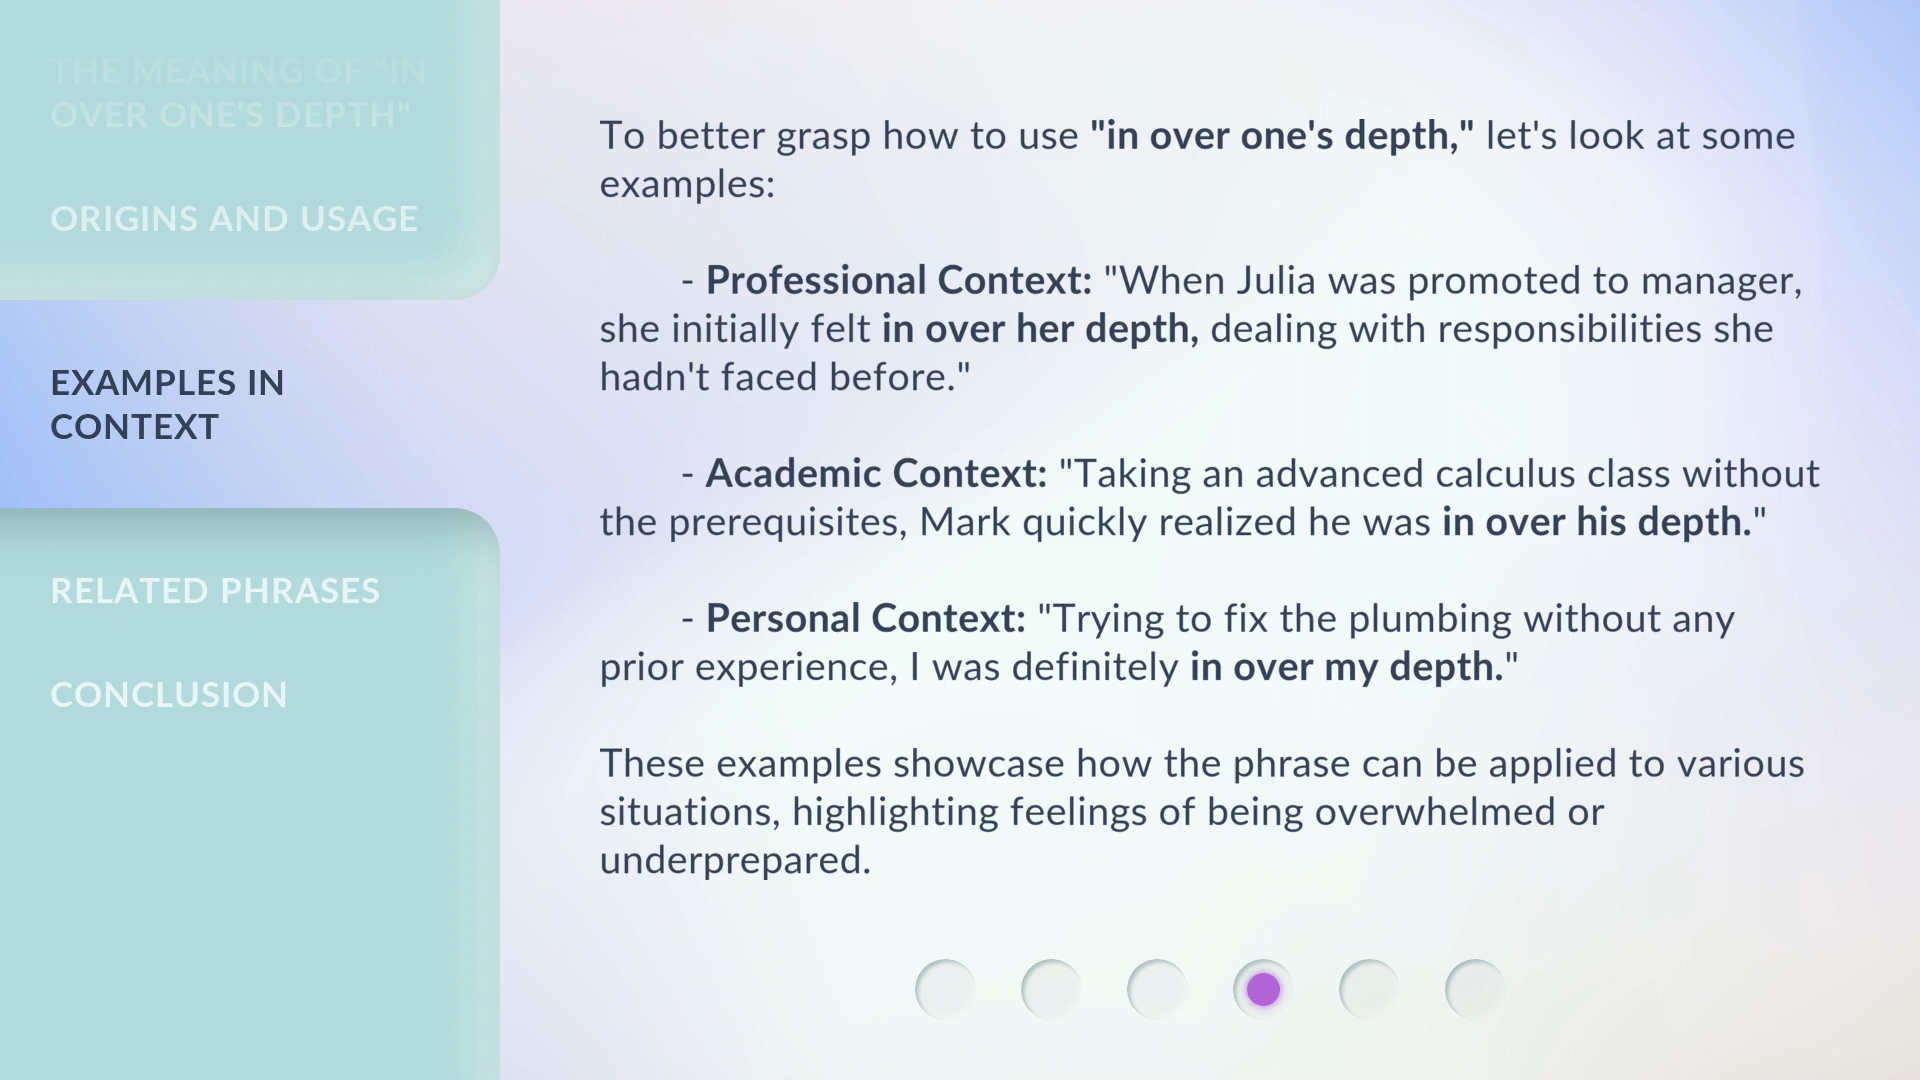 THE MEANING OF "IN
OVER ONE'S DEPTH"
ORIGINS AND USAGE
EXAMPLES IN
CONTEXT
RELATED PHRASES
CONCLUSION
To better grasp how to use "in over one's depth," let's look at some
examples:
- Professional Context: "When Julia was promoted to manager,
she initially felt in over her depth, dealing with responsibilities she
hadn't faced before."
- Academic Context: "Taking an advanced calculus class without
the prerequisites, Mark quickly realized he was in over his depth."
- Personal Context: "Trying to fix the plumbing without any
prior experience, I was definitely in over my depth."
These examples showcase how the phrase can be applied to various
situations, highlighting feelings of being overwhelmed or
underprepared.